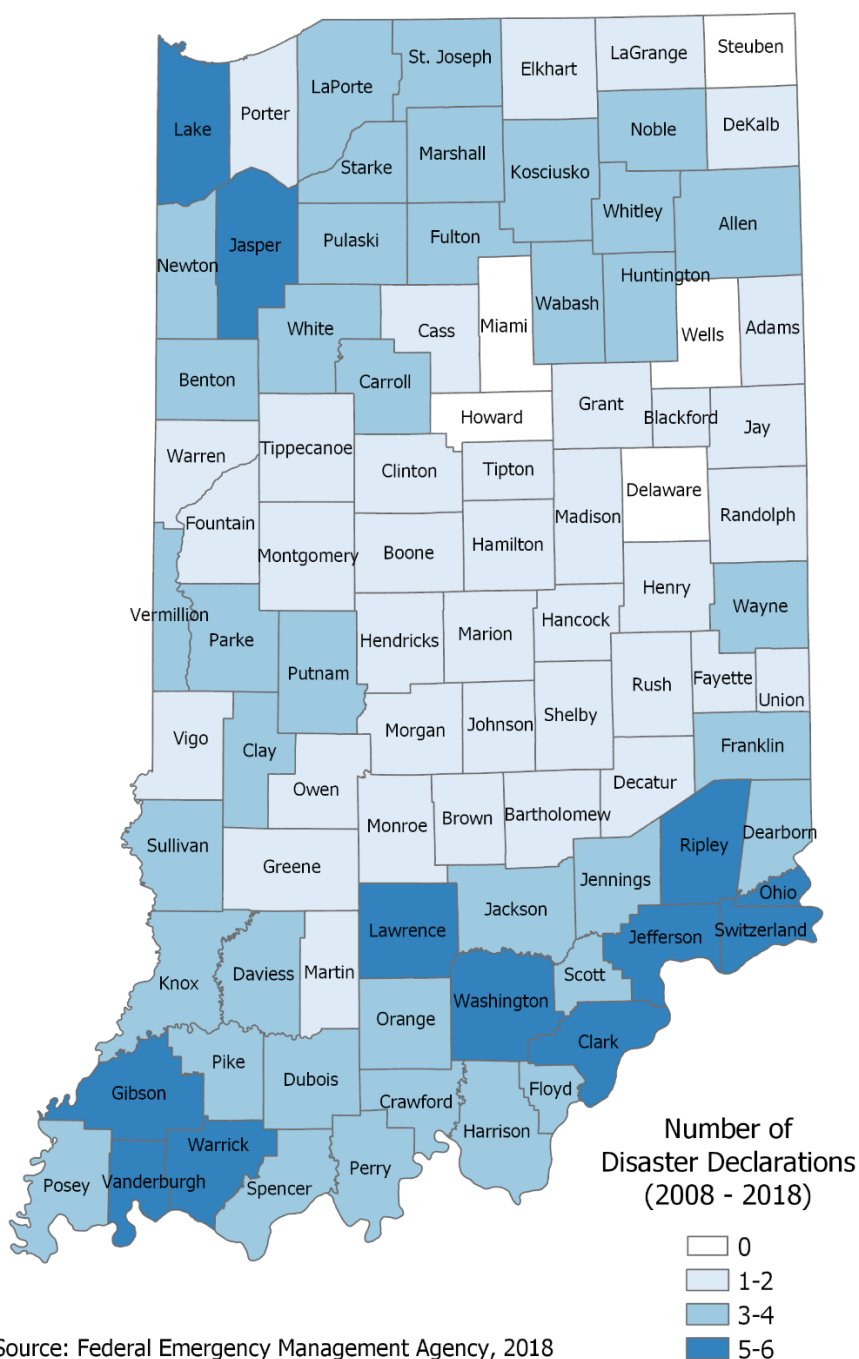 Steuben
LaGrange
Elkhart
St. Joseph
LaPorte
Porter
Lake
DeKalb
Noble
Marshall
Starke
Kosciusko
Whitley
Allen
Jasper
Pulaski
Fulton
Newton
Huntington
Wabash
Miami
Wells
Adams
White
Cass
Benton
Carroll
Grant
Howard
Blackford
Jay
Tippecanoe
Warren
Clinton
Tipton
Delaware
Randolph
Madison
Fountain
Montgomery
Boone
Hamilton
Henry
Wayne
Vermillion
Parke
Hendricks
Marion
Hancock
Putnam
Rush
Fayette
Union
Vigo
Morgan
Johnson
Shelby
Clay
Franklin
Owen
Decatur
Monroe
Brown
Bartholomew
Dearborn
Sullivan
Ripley
Greene
Jennings
Ohio
Jackson
Lawrence
Jefferson
Switzerland
Knox
Daviess
Martin
Scott
Washington
Orange
Clark
Pike
Dubois
Gibson
Floyd
Crawford
Harrison
Warrick
Perry
Posey
Vanderburgh
Spencer
Number of
Disaster Declarations
(2008 - 2018)
0
1-2
3-4
5-6
Source: Federal Emergency Management Agency, 2018